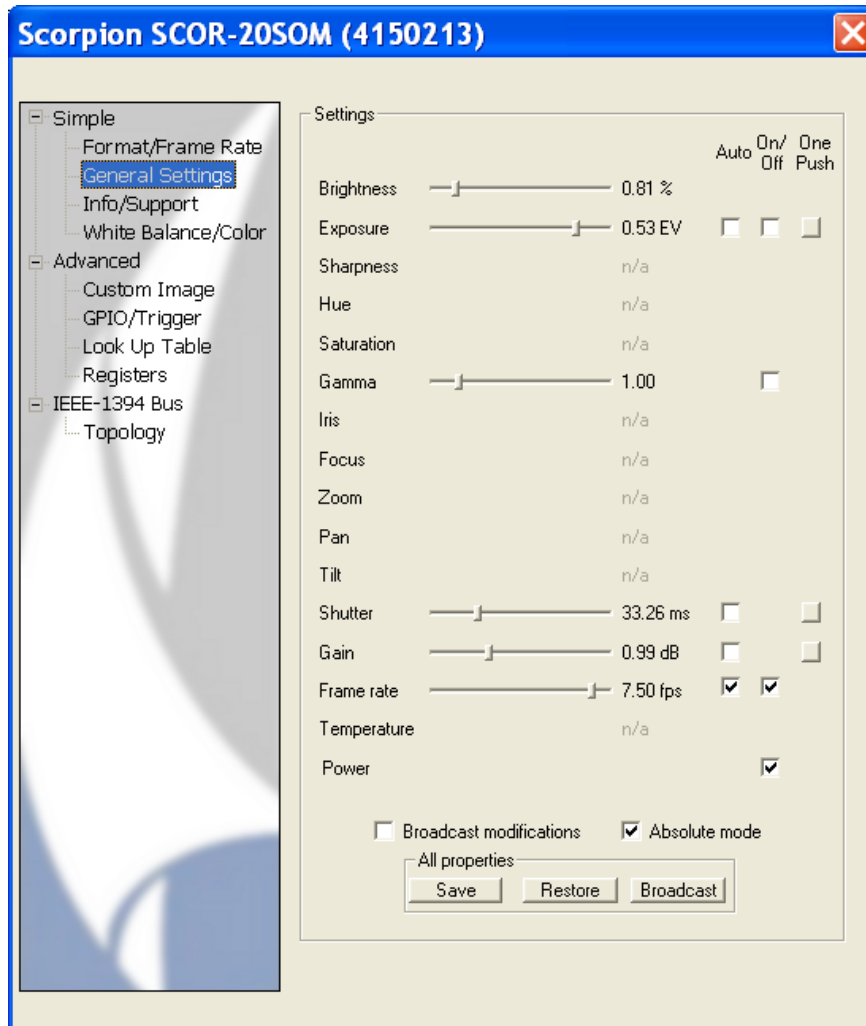 Scorpion SCOR-20SOM (4150213)
Simple
Format/Frame Rate
General Settings
Info/Support
White Balance/Color
Advanced
Custom Image
GPIO/Trigger
Look Up Table
Registers
IEEE-1394 Bus
Topology
Settings
Auto On/Off One Push
Brightness 0.81 %
Exposure 0.53 EV
Sharpness n/a
Hue n/a
Saturation n/a
Gamma 1.00
Iris n/a
Focus n/a
Zoom n/a
Pan n/a
Tilt n/a
Shutter 33.26 ms
Gain 0.99 dB
Frame rate 7.50 fps
Temperature n/a
Power
Broadcast modifications Absolute mode
All properties
Save Restore Broadcast